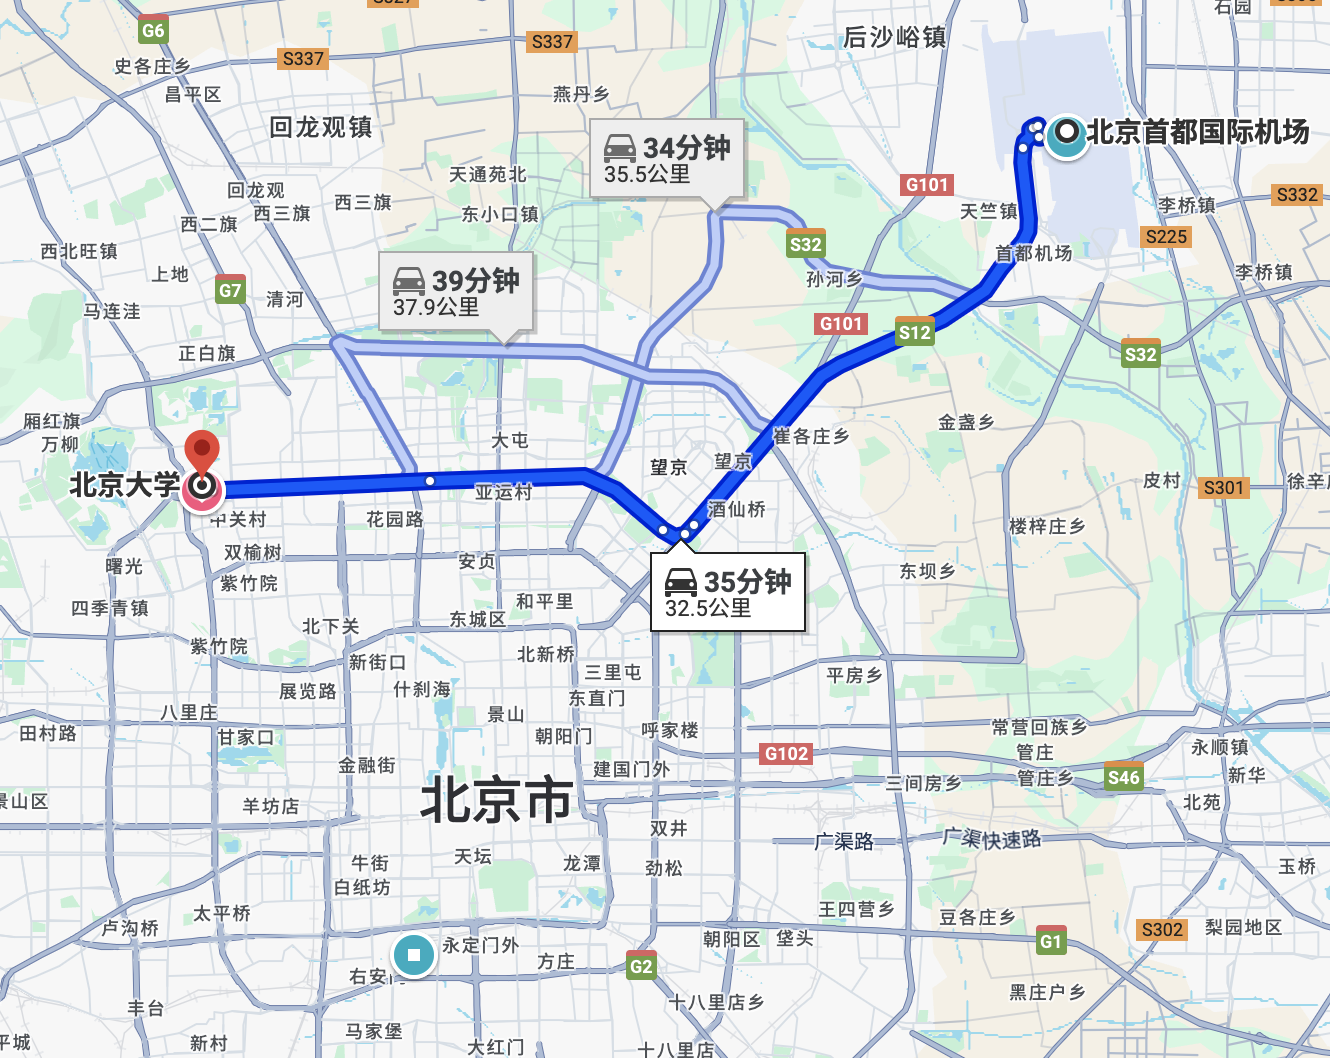 S327
石园
G6
S337
S337
后沙峪镇
史各庄乡
昌平区
燕丹乡
回龙观镇
北京首都国际机场
34分钟
35.5公里
天通苑北
G101
回龙观
西三旗
西三旗
东小口镇
天竺镇
李桥镇
S332
西二旗
S225
西北旺镇
S32
首都机场
上地
39分钟
37.9公里
孙河乡
李桥镇
G7
清河
马连洼
G101
S12
正白旗
S32
厢红旗
万柳
大屯
崔各庄乡
金盏乡
望京
望京
北京大学
亚运村
皮村
S301
中关村
花园路
酒仙桥
楼梓庄乡
双榆树
安贞
曙光
紫竹院
35分钟
32.5公里
东坝乡
四季青镇
和平里
东城区
北下关
紫竹院
新街口
北新桥
三里屯
平房乡
展览路
什刹海
东直门
八里庄
景山
田村路
甘家口
朝阳门
呼家楼
常营回族乡
永顺镇
金融街
建国门外
G102
管庄
管庄乡
S46
新华
三间房乡
景山区
羊坊店
北京市
北苑
双井
广渠路
广渠快速路
牛街
天坛
龙潭
劲松
玉桥
白纸坊
太平桥
王四营乡
豆各庄乡
卢沟桥
永定门外
朝阳区
垡头
G1
S302
梨园地区
右安门
方庄
G2
丰台
十八里店乡
黑庄户乡
新村
马家堡
大红门
十八里店